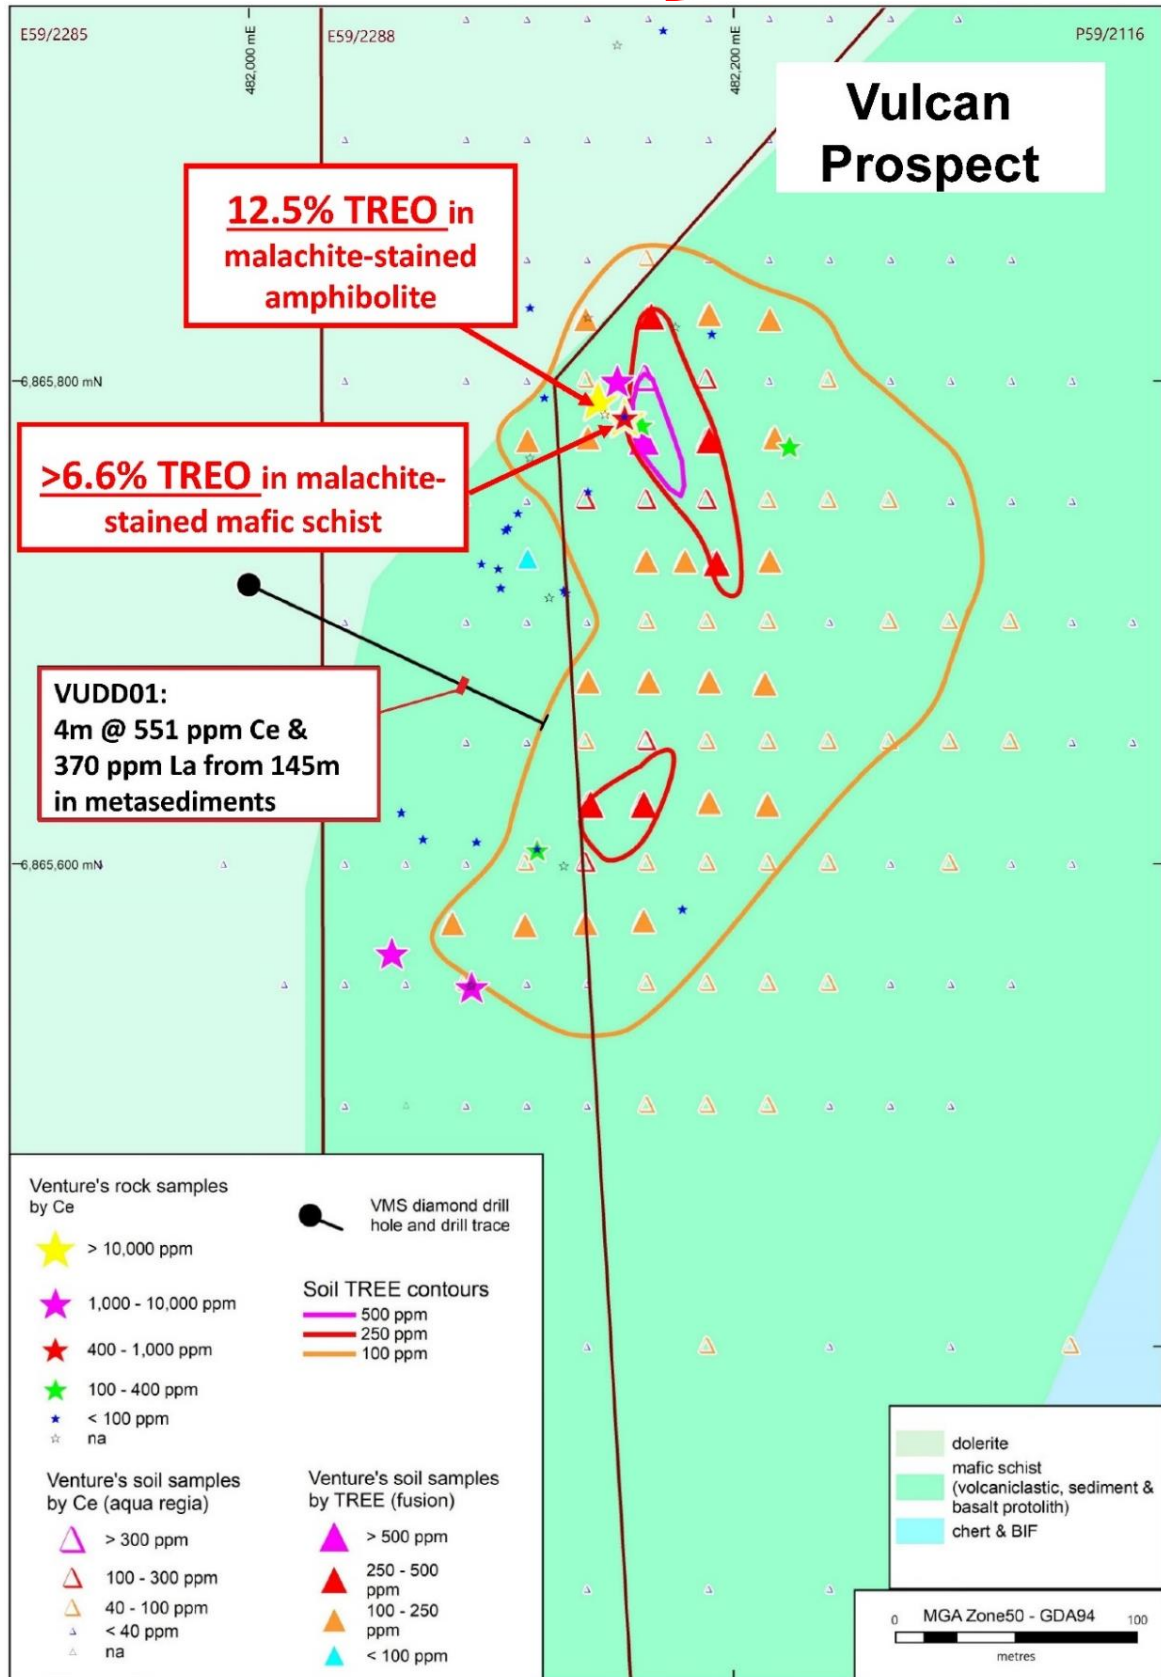 E59/2285
E59/2288
P59/2116
482,000 mE
482,200 mE
Vulcan
Prospect
12.5% TREO in
malachite-stained
amphibolite
6,865,800 mN
>6.6% TREO in malachite-
stained mafic schist
VUDD01:
4m @ 551 ppm Ce &
370 ppm La from 145m
in metasediments
6,865,600 mN
Venture's rock samples
by Ce
> 10,000 ppm
1,000 - 10,000 ppm
400 - 1,000 ppm
100 - 400 ppm
< 100 ppm
na
VMS diamond drill
hole and drill trace
Soil TREE contours
500 ppm
250 ppm
100 ppm
Venture's soil samples
by Ce (aqua regia)
> 300 ppm
100 - 300 ppm
40 - 100 ppm
< 40 ppm
na
Venture's soil samples
by TREE (fusion)
> 500 ppm
250 - 500
ppm
100 - 250
ppm
< 100 ppm
dolerite
mafic schist
(volcaniclastic, sediment &
basalt protolith)
chert & BIF
0 MGA Zone50 - GDA94 100
metres